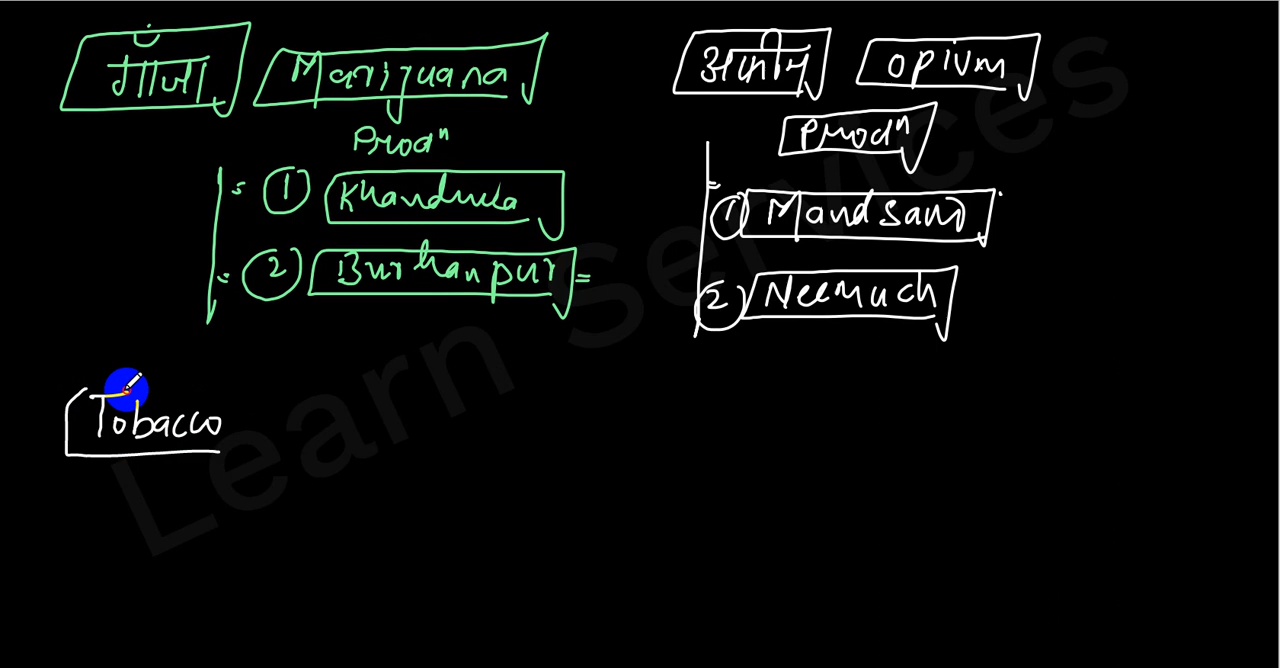 गाँजा Marijuana
Prodⁿ
= ① Khandwa
= ② Burhanpur =
अफीम opium
Prodⁿ
= ① Mandsaur
② Neemuch
Tobacco
Learn Services